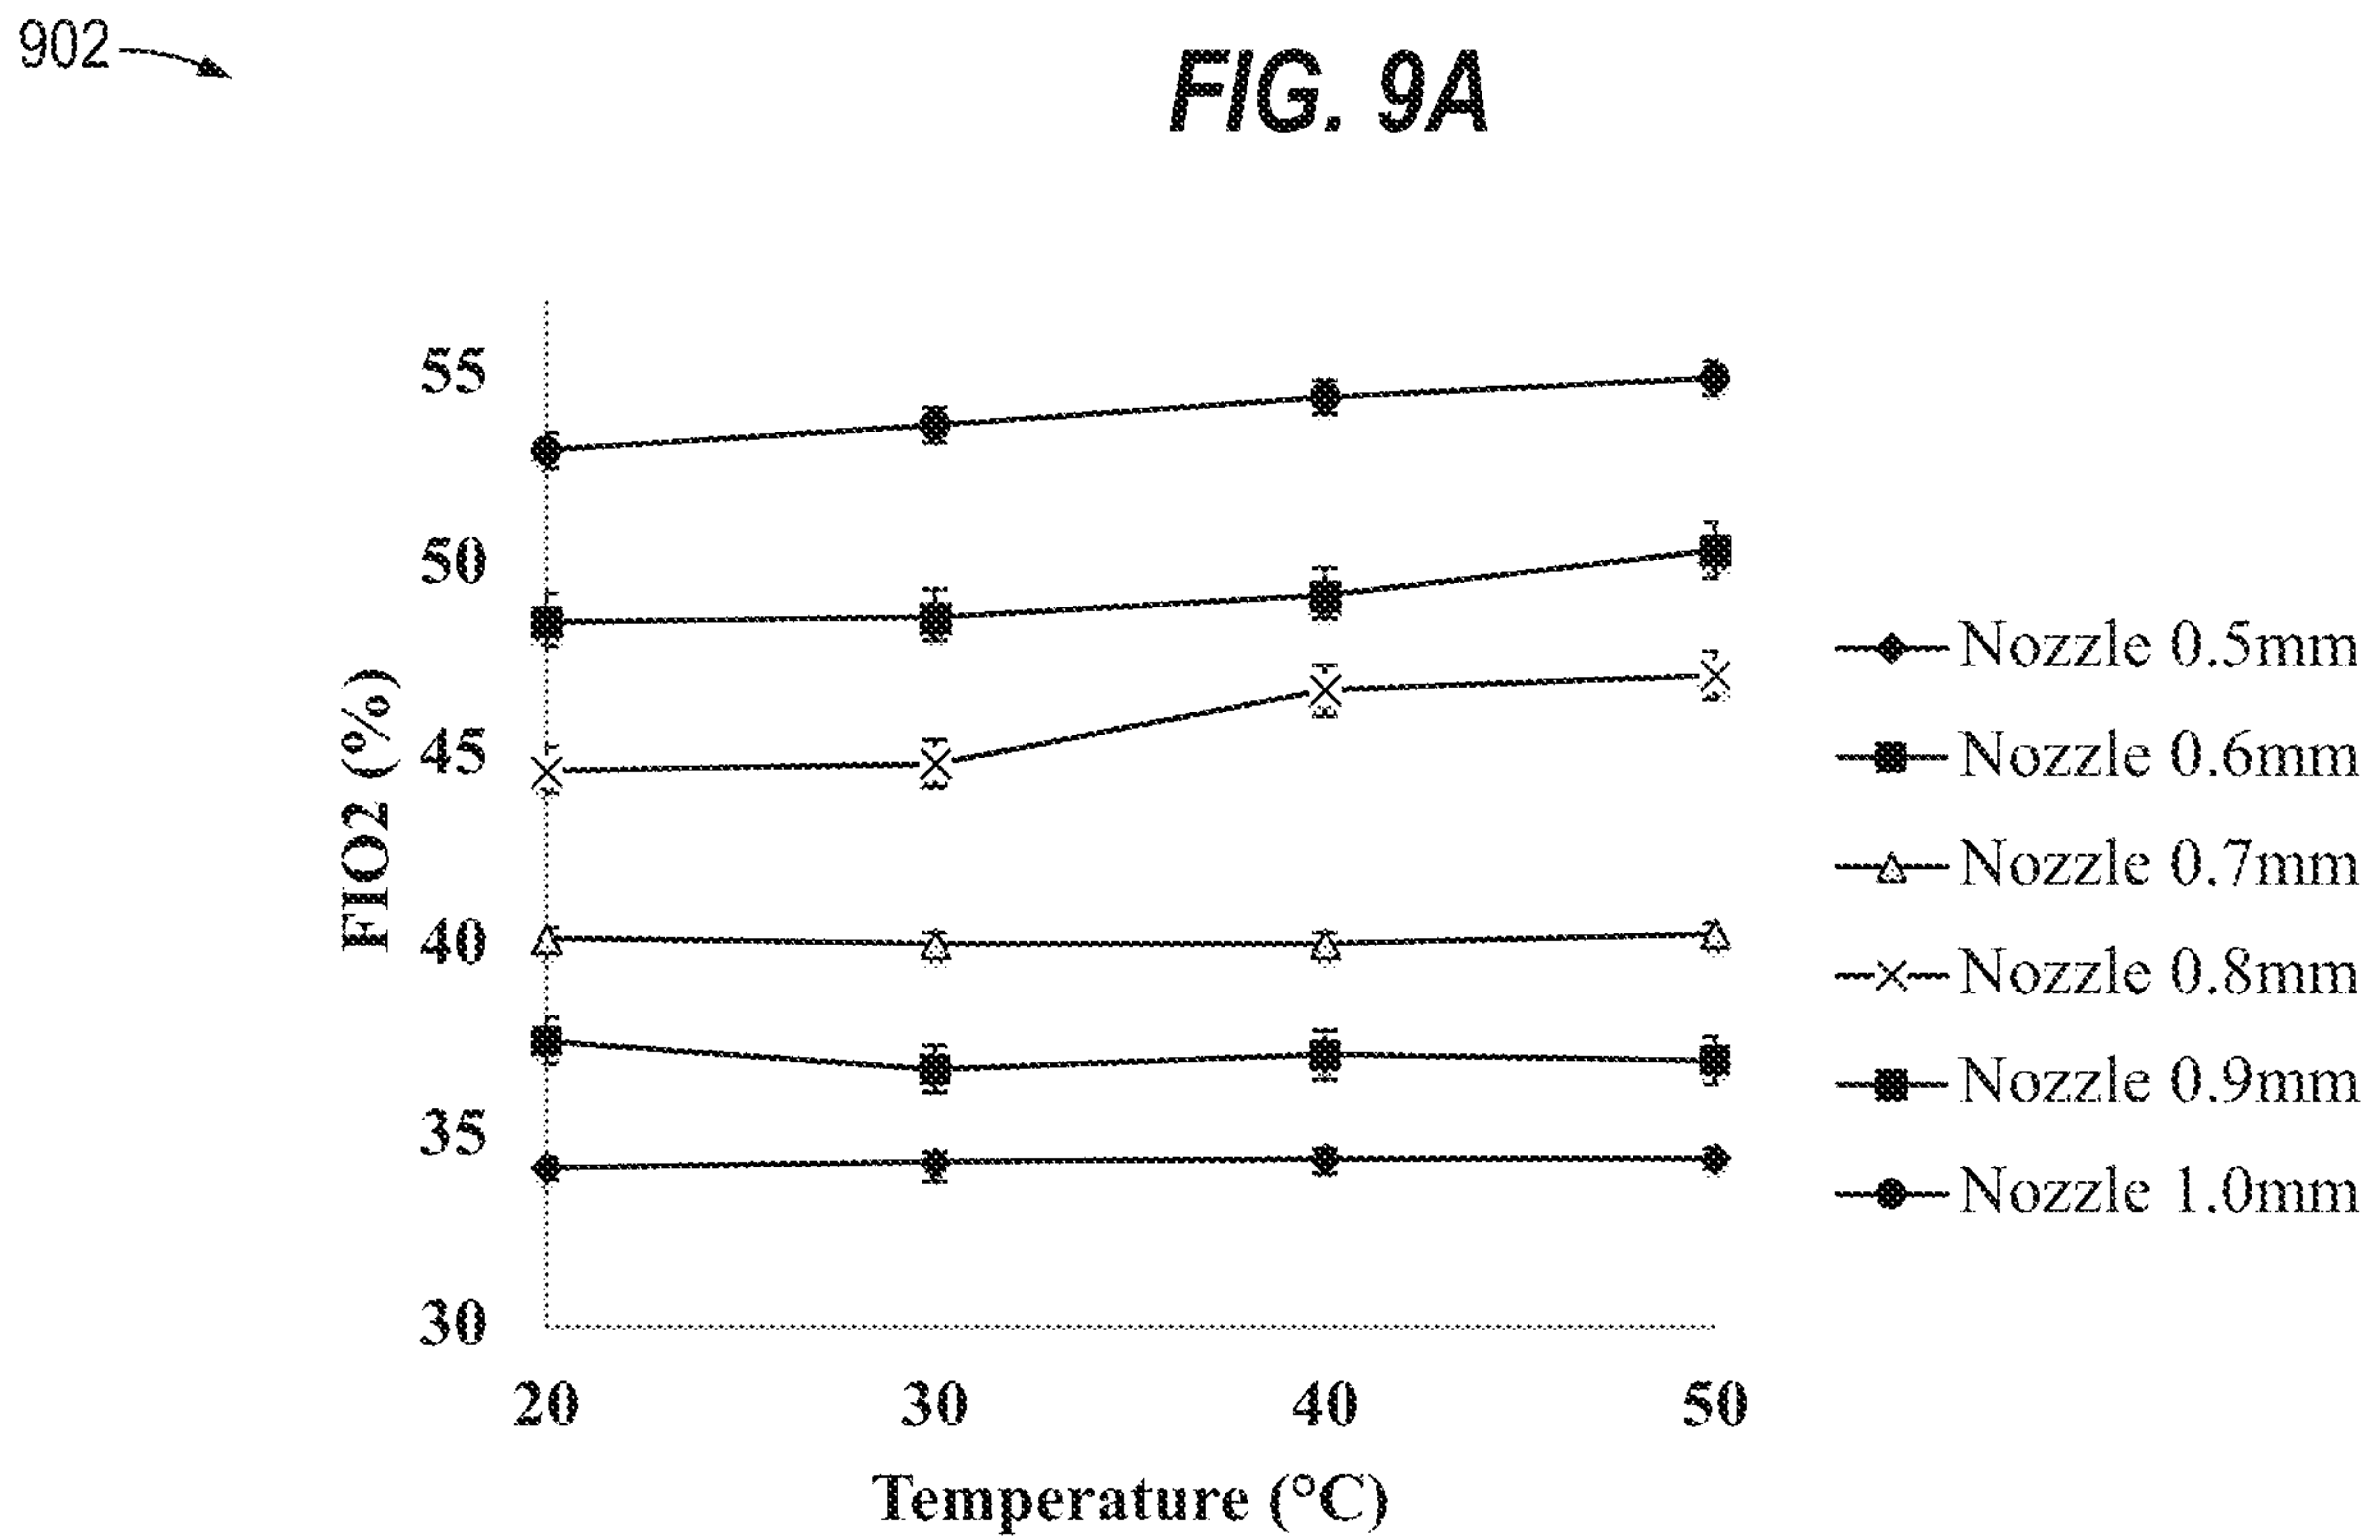 902
FIG. 9A
55
50
45
40
35
30
FIO2 (%)
20 30 40 50
Temperature (°C)
Nozzle 0.5mm
Nozzle 0.6mm
Nozzle 0.7mm
Nozzle 0.8mm
Nozzle 0.9mm
Nozzle 1.0mm